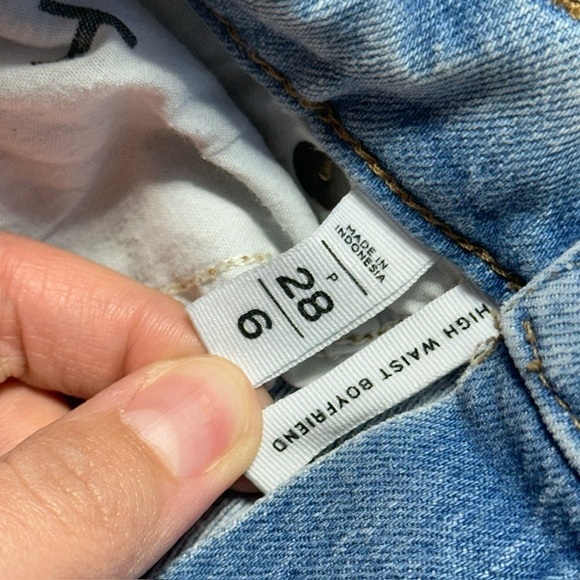 MADE IN
INDONESIA
P
28
6
HIGH WAIST BOYFRIEND